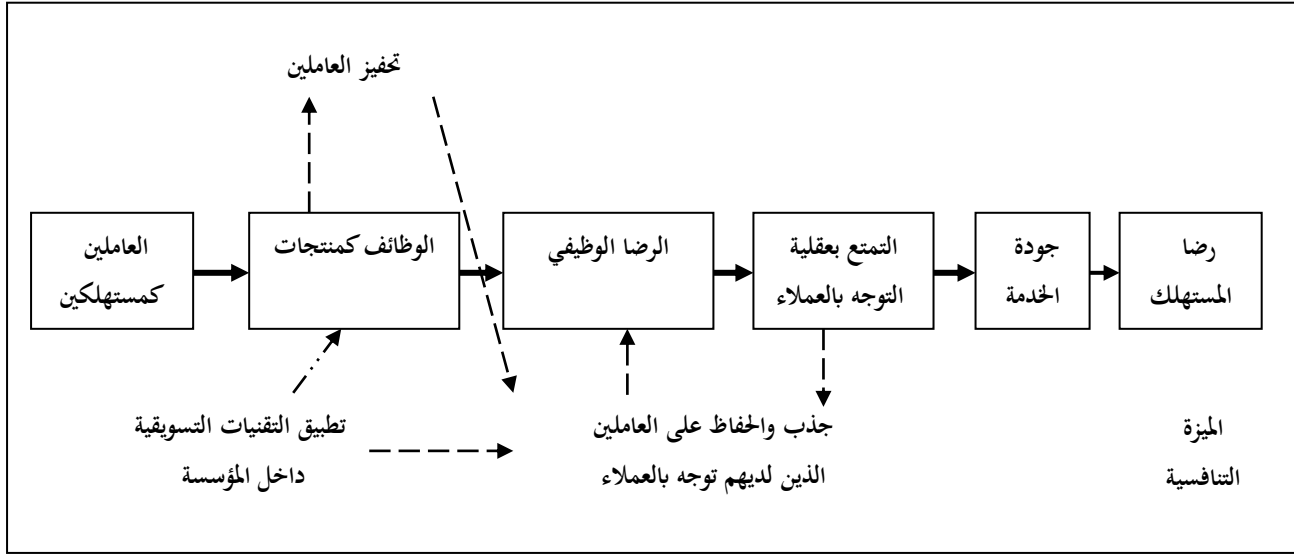 تحفيز العاملين
العاملين
كمستهلكين
الوظائف كمنتجات
الرضا الوظيفي
التمتع بعقلية
التوجه بالعملاء
جودة
الخدمة
رضا
المستهلك
تطبيق التقنيات التسويقية
داخل المؤسسة
جذب والحفاظ على العاملين
الذين لديهم توجه بالعملاء
الميزة
التنافسية